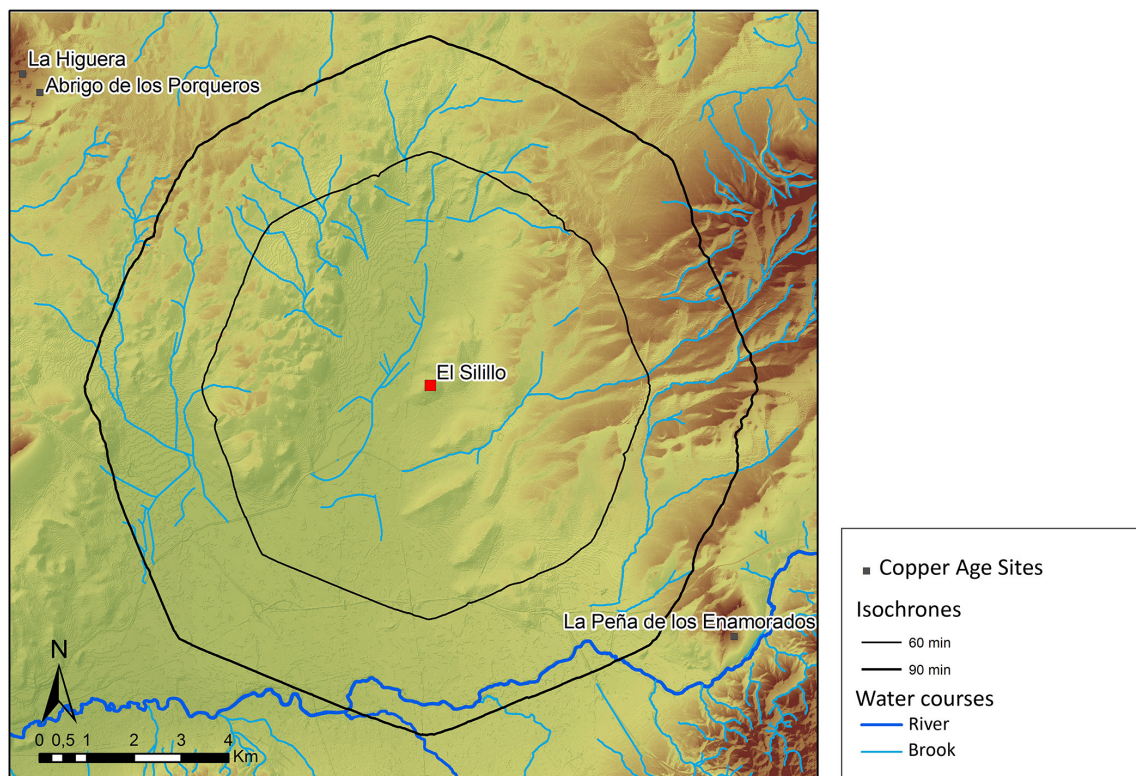 La Higuera
Abrigo de los Porqueros
El Silillo
La Peña de los Enamorados
N
0 0,5 1 2 3 4
Km
Copper Age Sites
Isochrones
60 min
90 min
Water courses
River
Brook